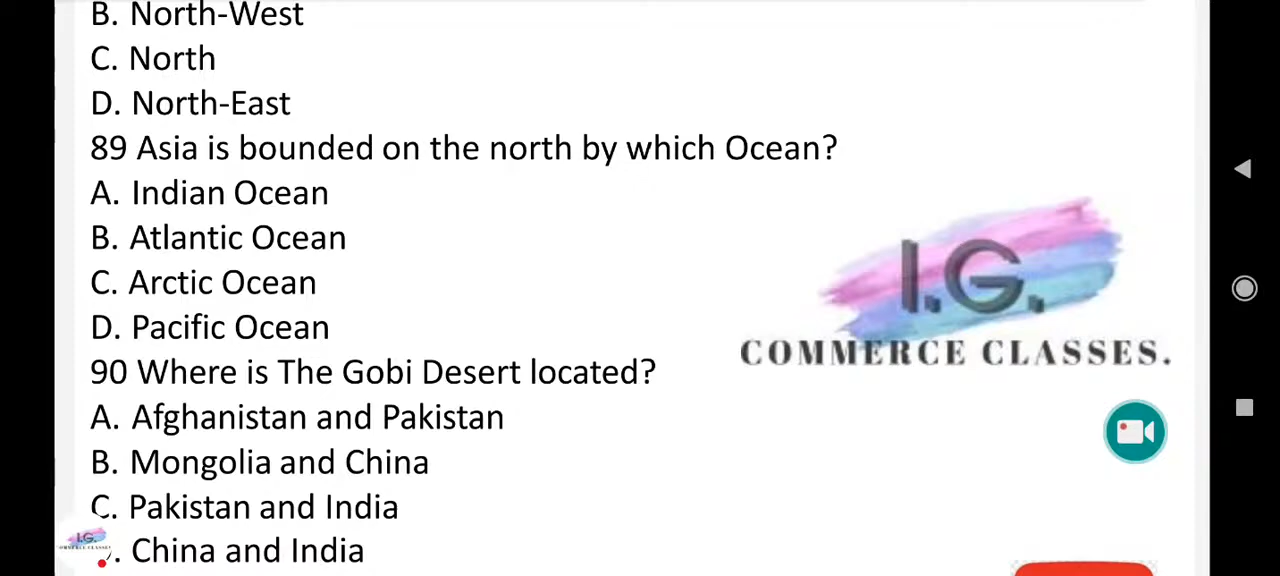 B. North-West
C. North
D. North-East
89 Asia is bounded on the north by which Ocean?
A. Indian Ocean
B. Atlantic Ocean
C. Arctic Ocean
D. Pacific Ocean
90 Where is The Gobi Desert located?
A. Afghanistan and Pakistan
B. Mongolia and China
C. Pakistan and India
. China and India
I.G.
COMMERCE CLASSES.
I.G.